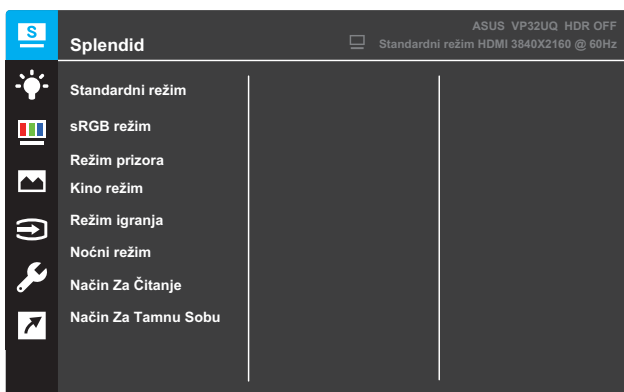 S
ASUS VP32UQ HDR OFF
Splendid
Standardni režim HDMI 3840X2160 @ 60Hz
Standardni režim
sRGB režim
Režim prizora
Kino režim
Režim igranja
Noćni režim
Način Za Čitanje
Način Za Tamnu Sobu